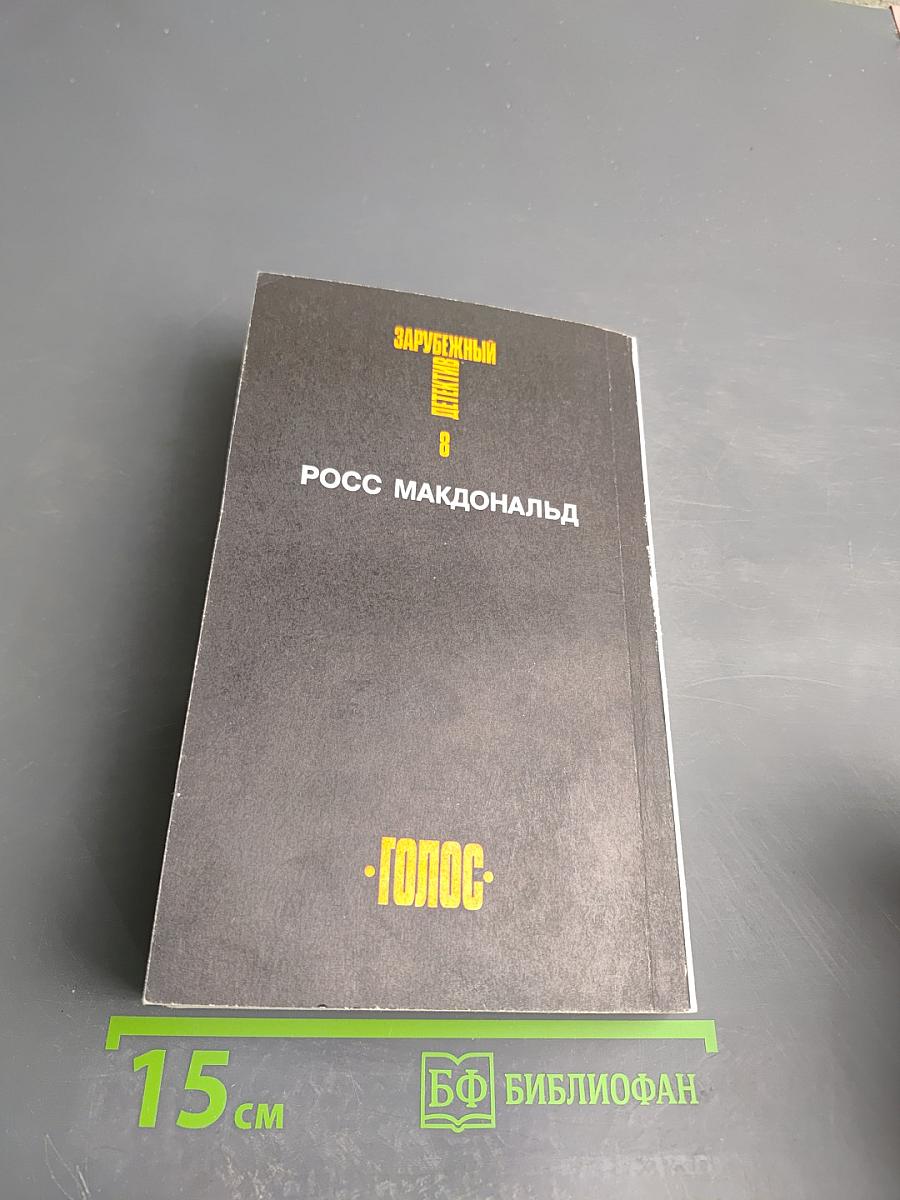 ЗАРУБЕЖНЫЙ
ДЕТЕКТИВ
8
РОСС МАКДОНАЛЬД
·ГОЛОС·
15 см
БФ БИБЛИОФАН